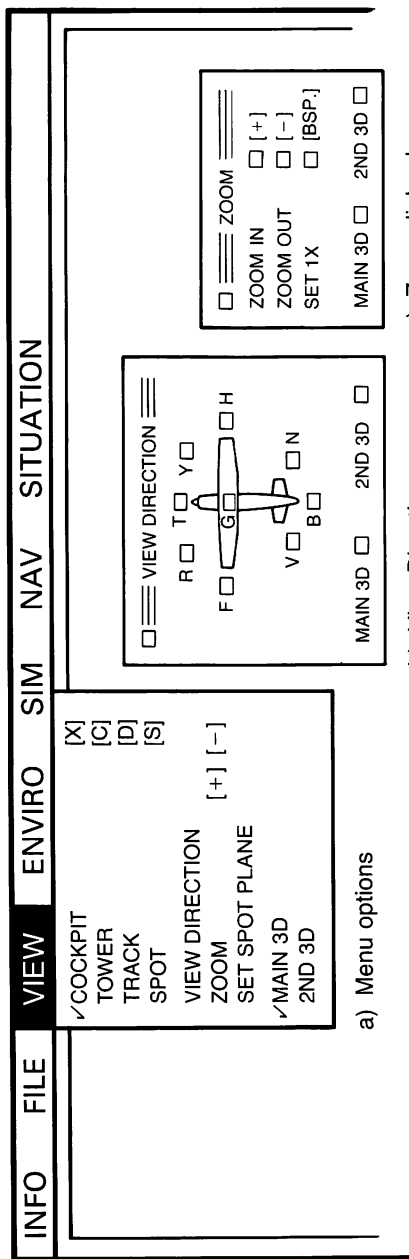 INFO FILE VIEW ENVIRO SIM NAV SITUATION
✓COCKPIT [X]
TOWER [C]
TRACK [D]
SPOT [S]
VIEW DIRECTION
ZOOM [+] [−]
SET SPOT PLANE
✓MAIN 3D
2ND 3D
a) Menu options
VIEW DIRECTION
R T Y
F G H
V N
B
MAIN 3D 2ND 3D
ZOOM
ZOOM IN [+]
ZOOM OUT [−]
SET 1X [BSP.]
MAIN 3D 2ND 3D